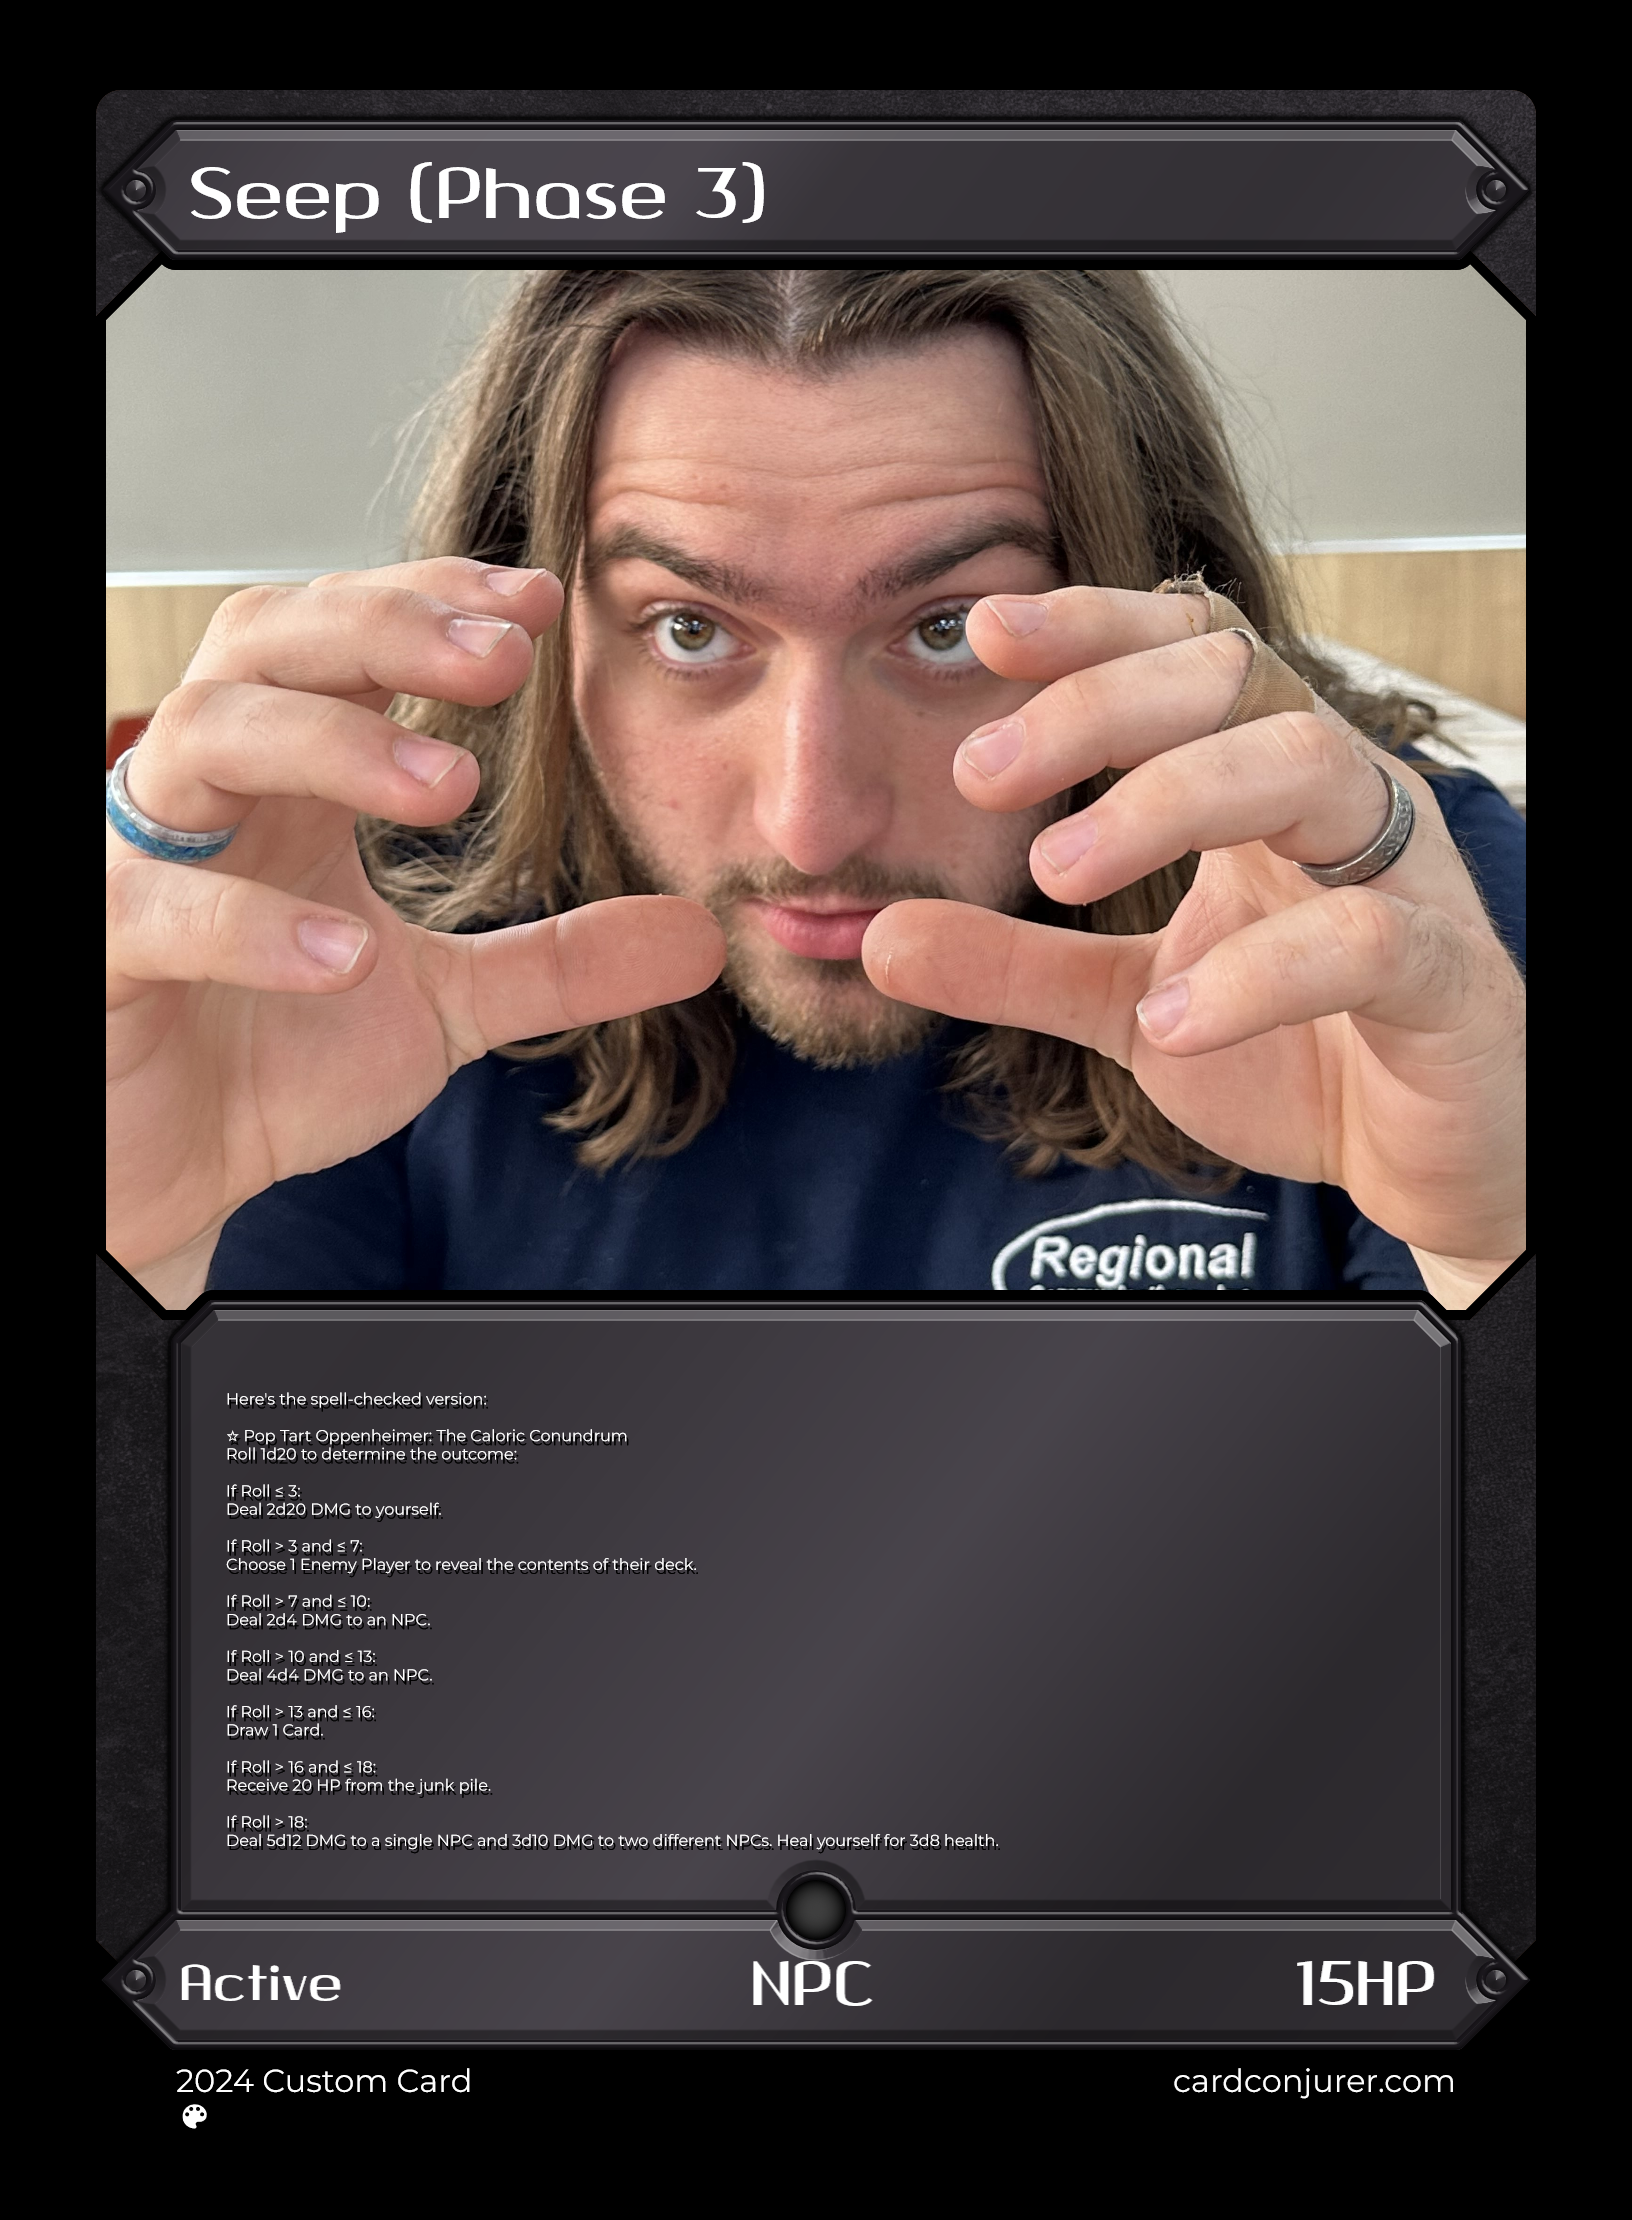 Seep (Phase 3)
Regional
Here's the spell-checked version:
☆ Pop Tart Oppenheimer: The Caloric Conundrum
Roll 1d20 to determine the outcome:
If Roll ≤ 3:
Deal 2d20 DMG to yourself.
If Roll > 3 and ≤ 7:
Choose 1 Enemy Player to reveal the contents of their deck.
If Roll > 7 and ≤ 10:
Deal 2d4 DMG to an NPC.
If Roll > 10 and ≤ 13:
Deal 4d4 DMG to an NPC.
If Roll > 13 and ≤ 16:
Draw 1 Card.
If Roll > 16 and ≤ 18:
Receive 20 HP from the junk pile.
If Roll > 18:
Deal 5d12 DMG to a single NPC and 3d10 DMG to two different NPCs. Heal yourself for 3d8 health.
Active NPC 15HP
2024 Custom Card cardconjurer.com